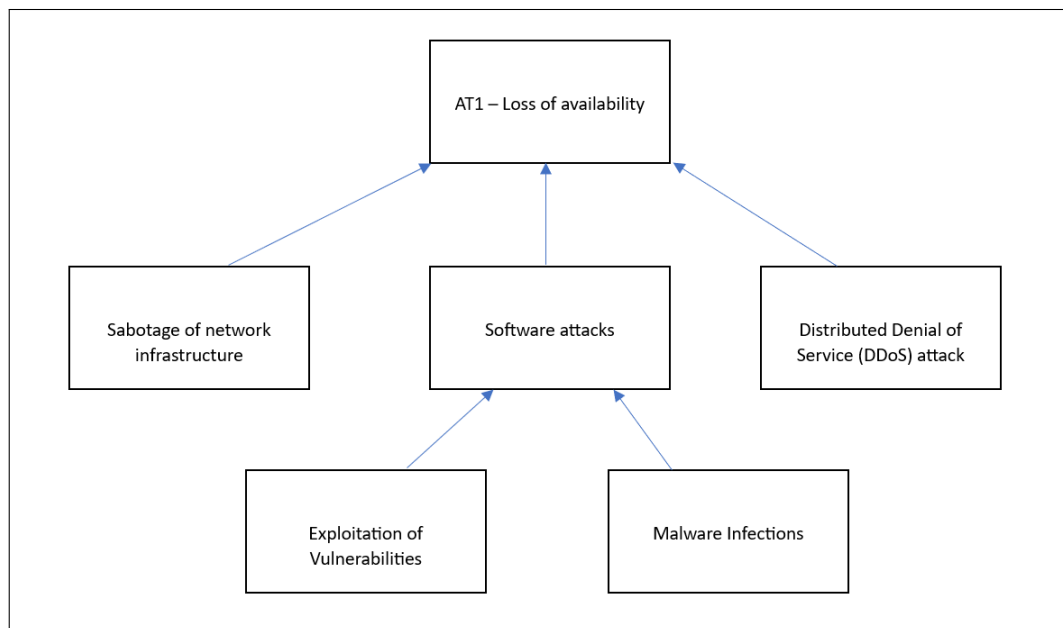 AT1 – Loss of availability
Sabotage of network
infrastructure
Software attacks
Distributed Denial of
Service (DDoS) attack
Exploitation of
Vulnerabilities
Malware Infections